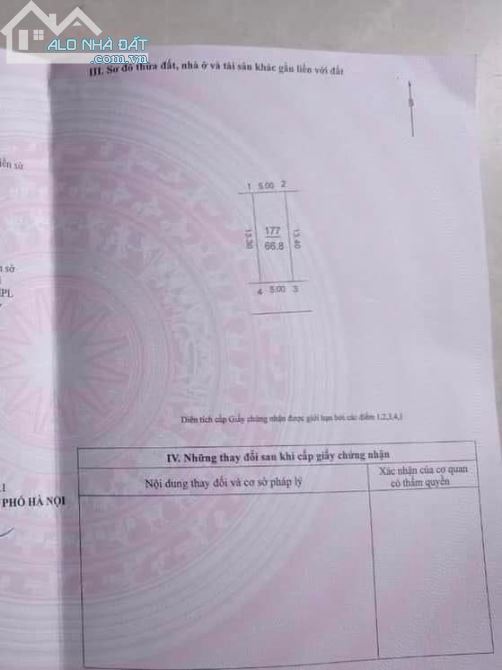 ALO NHÀ ĐẤT
.com.vn
III. Sơ đồ thửa đất, nhà ở và tài sản khác gắn liền với đất
B
1 5.00 2
13.30
177
66.8
13.40
4 5.00 3
Diện tích cấp Giấy chứng nhận được giới hạn bởi các điểm 1,2,3,4,1
IV. Những thay đổi sau khi cấp giấy chứng nhận
Nội dung thay đổi và cơ sở pháp lý
Xác nhận của cơ quan
có thẩm quyền
sở
PL
PHỐ HÀ NỘI